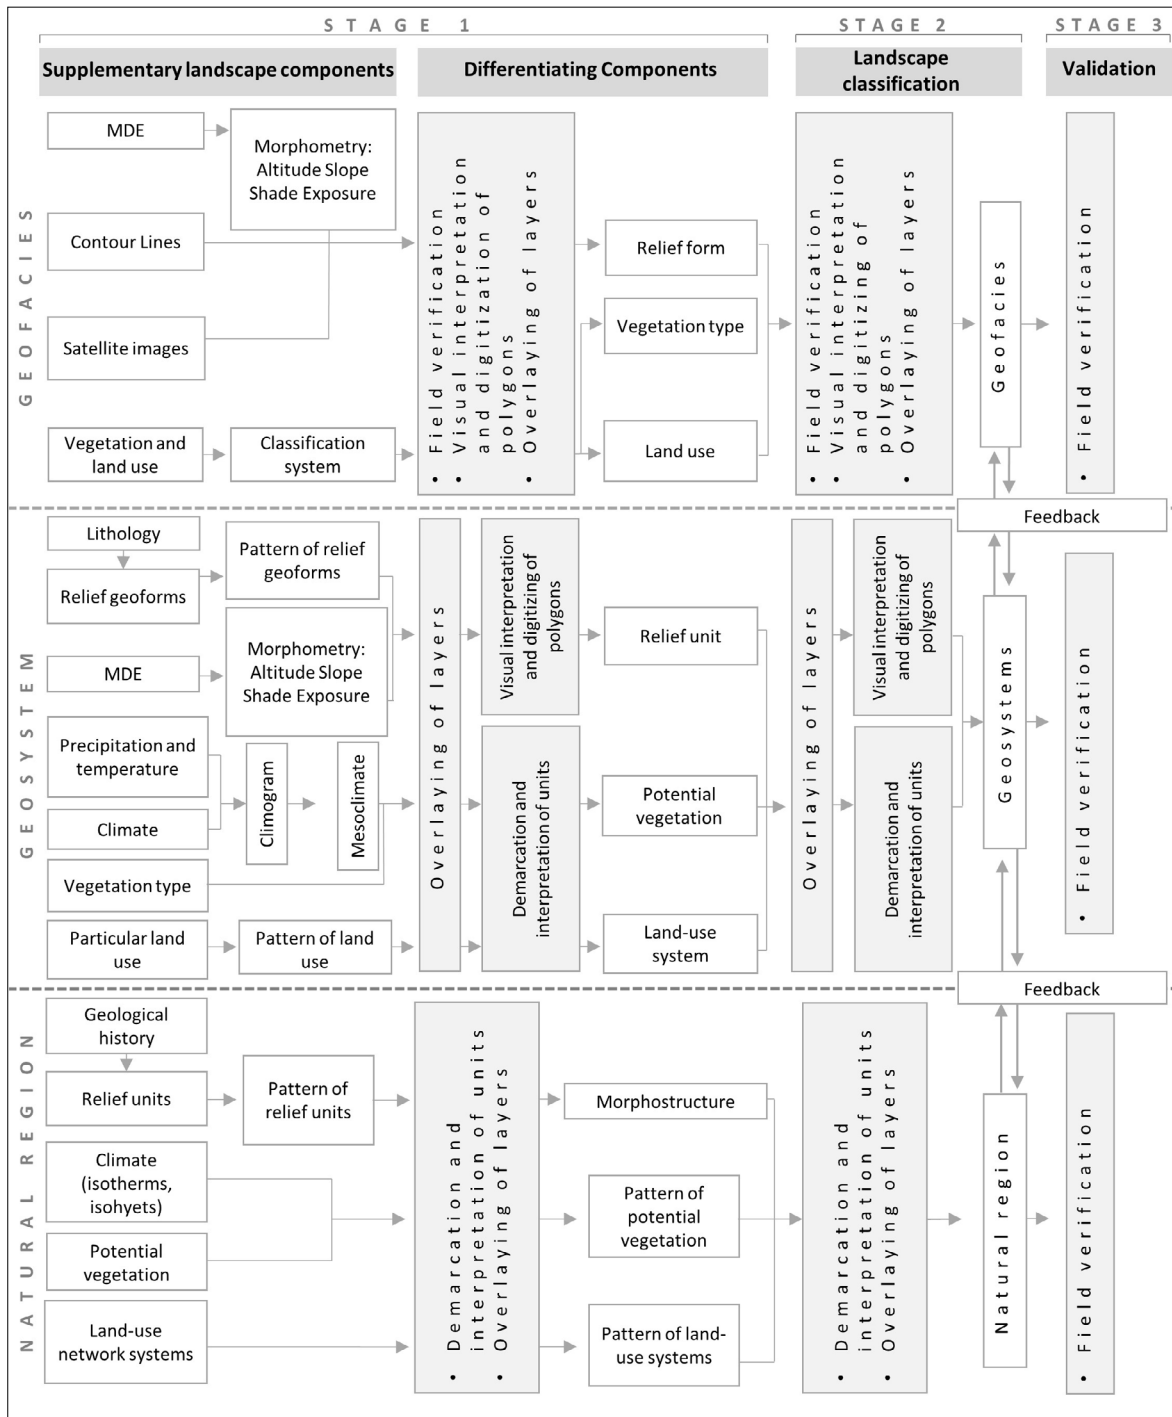 STAGE 1
STAGE 2
STAGE 3
Supplementary landscape components
Differentiating Components
Landscape
classification
Validation
GEOFACIES
MDE
Morphometry:
Altitude Slope
Shade Exposure
Contour Lines
Satellite images
Vegetation and
land use
Classification
system
• Field verification
• Visual interpretation
and digitization of
polygons
• Overlaying of layers
Relief form
Vegetation type
Land use
• Field verification
• Visual interpretation
and digitizing of
polygons
• Overlaying of layers
Geofacies
• Field verification
Feedback
GEOSYSTEM
Lithology
Relief geoforms
Pattern of relief
geoforms
MDE
Morphometry:
Altitude Slope
Shade Exposure
Precipitation and
temperature
Climate
Climogram
Mesoclimate
Vegetation type
Particular land
use
Pattern of land
use
Overlaying of layers
Visual interpretation
and digitizing of
polygons
Demarcation and
interpretation of units
Relief unit
Potential
vegetation
Land-use
system
Overlaying of layers
Visual interpretation
and digitizing of
polygons
Demarcation and
interpretation of units
Geosystems
• Field verification
Feedback
NATURAL REGION
Geological
history
Relief units
Pattern of
relief units
Climate
(isotherms,
isohyets)
Potential
vegetation
Land-use
network systems
• Demarcation and
interpretation of units
• Overlaying of layers
Morphostructure
Pattern of
potential
vegetation
Pattern of land-
use systems
• Demarcation and
interpretation of units
• Overlaying of layers
Natural region
• Field verification